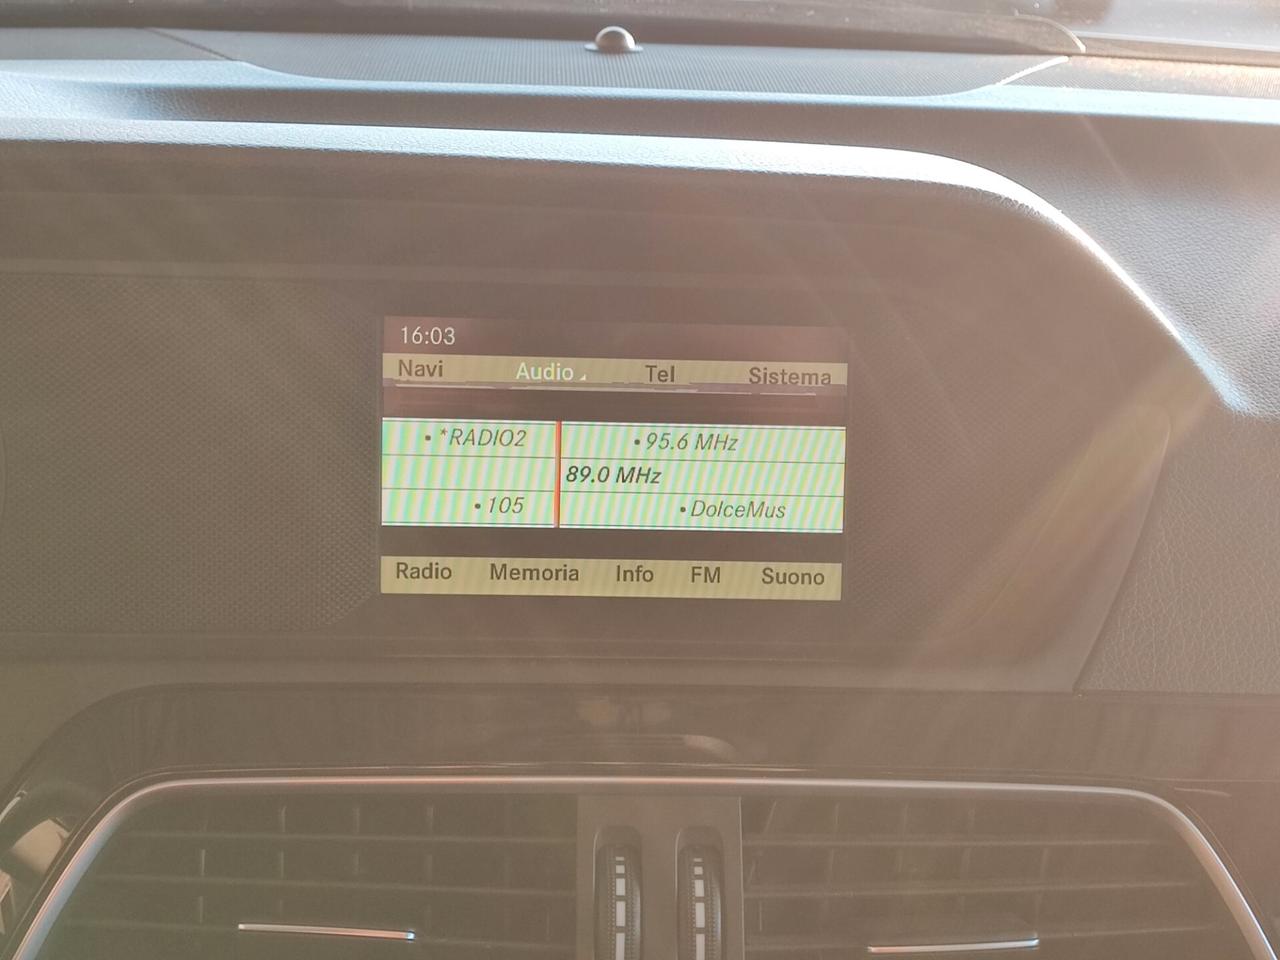 16:03
Navi Audio Tel Sistema
• *RADIO2 • 95.6 MHz
89.0 MHz
• 105 • DolceMus
Radio Memoria Info FM Suono